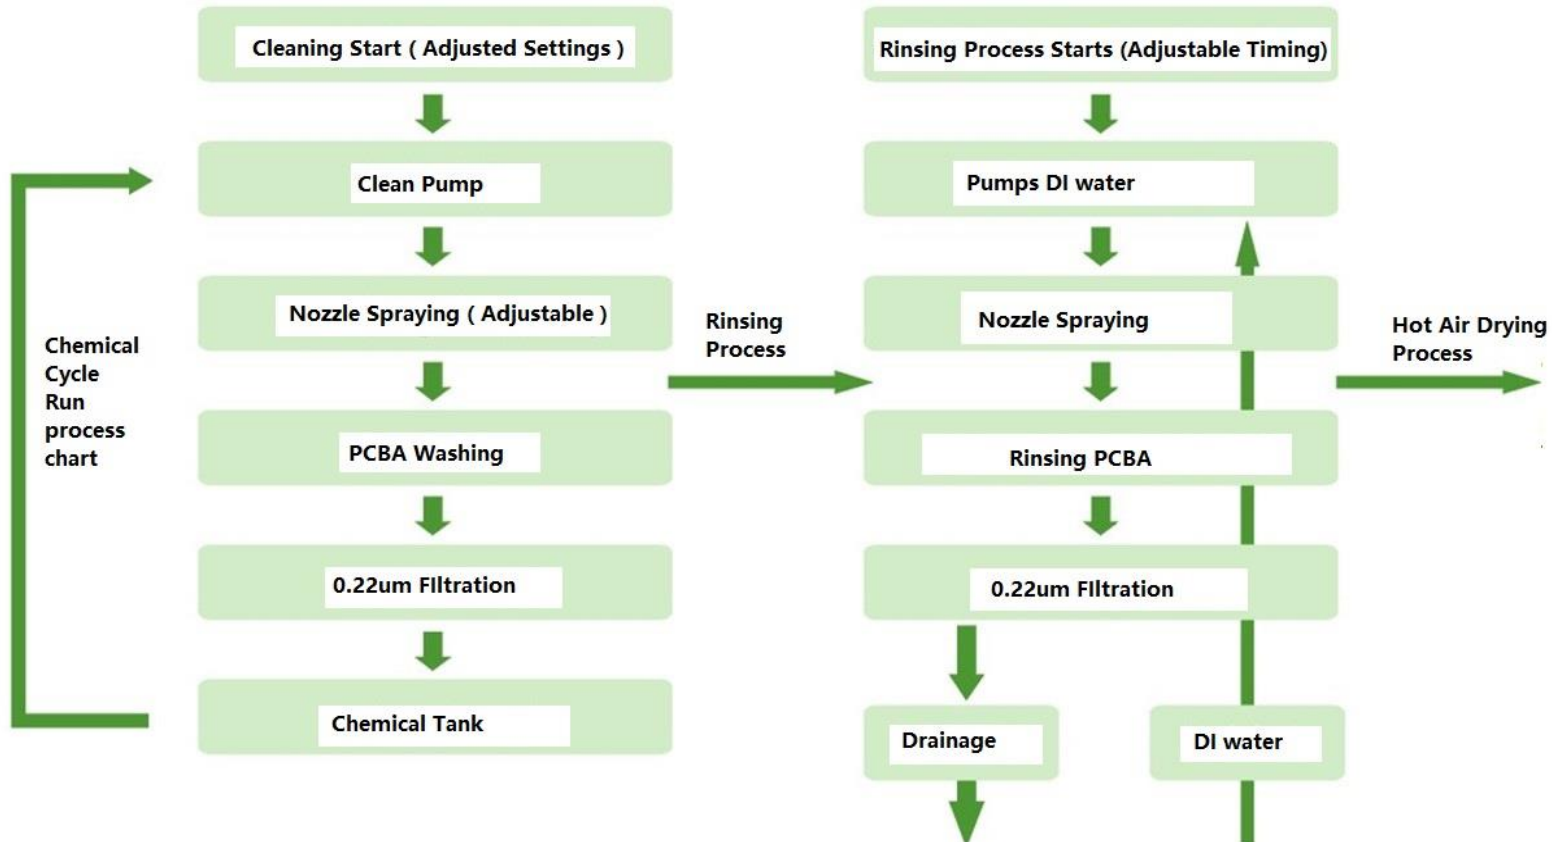 Cleaning Start ( Adjusted Settings )
Clean Pump
Nozzle Spraying ( Adjustable )
PCBA Washing
0.22um FIltration
Chemical Tank
Chemical
Cycle
Run
process
chart
Rinsing
Process
Rinsing Process Starts (Adjustable Timing)
Pumps DI water
Nozzle Spraying
Rinsing PCBA
0.22um FIltration
Drainage
DI water
Hot Air Drying
Process